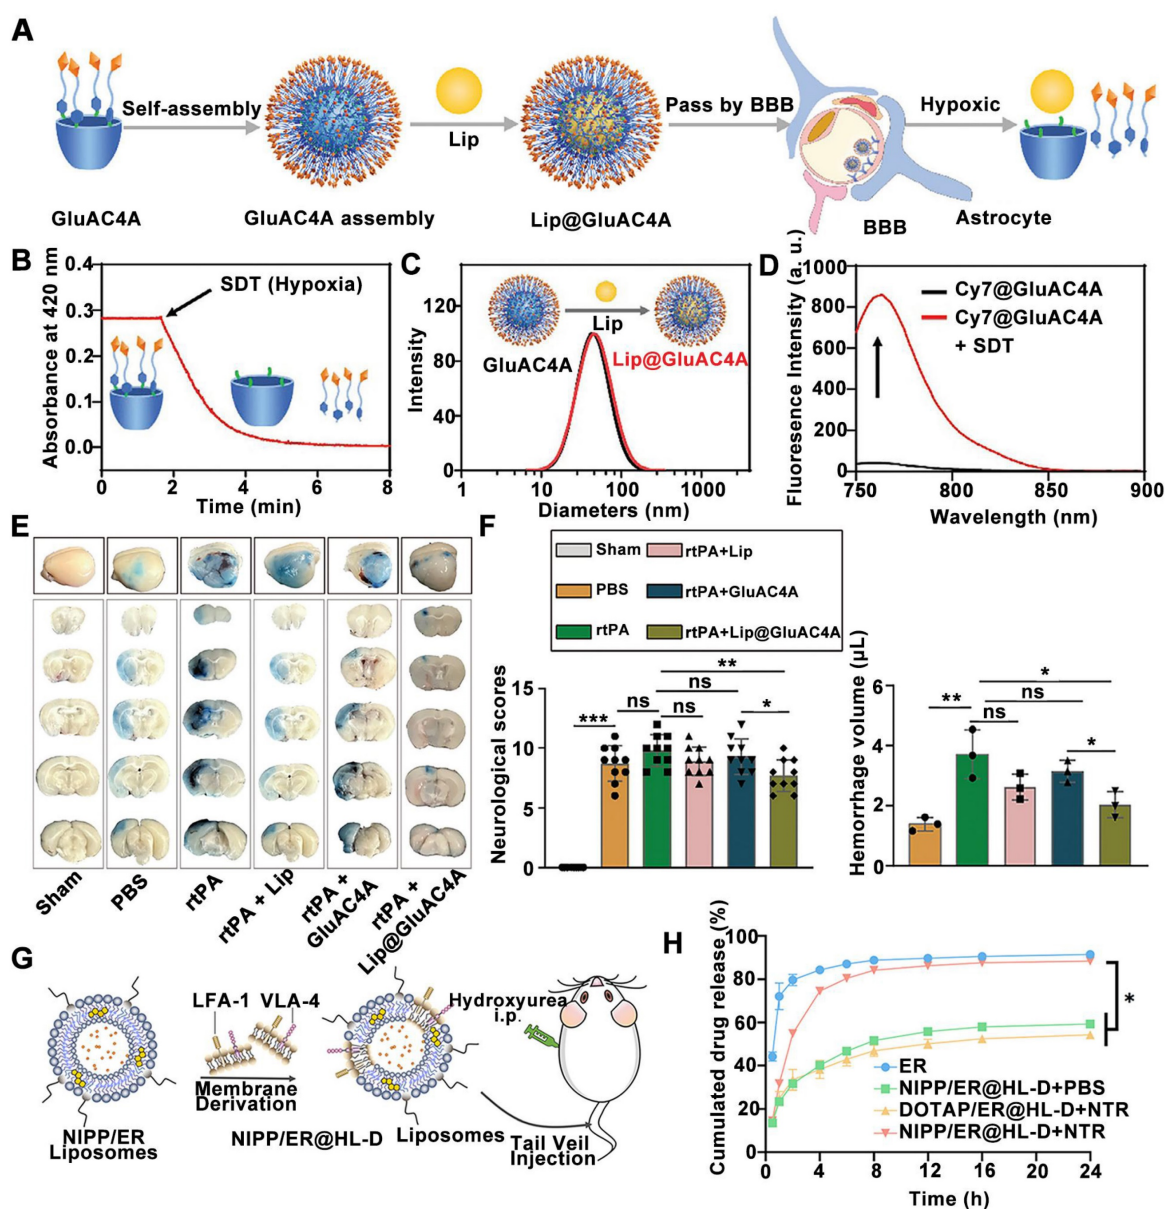 A
Self-assembly
Lip
Pass by BBB
Hypoxic
GluAC4A
GluAC4A assembly
Lip@GluAC4A
BBB
Astrocyte
B
Absorbance at 420 nm
0.4
0.3
0.2
0.1
0.0
SDT (Hypoxia)
0
2
4
6
8
Time (min)
C
Intensity
120
80
40
0
Lip
GluAC4A
Lip@GluAC4A
1
10
100
1000
Diameters (nm)
D
Fluoresence Intensity (a. u.)
1000
800
600
400
200
0
Cy7@GluAC4A
Cy7@GluAC4A
+ SDT
750
800
850
900
Wavelength (nm)
E
Sham
PBS
rtPA
rtPA + Lip
rtPA +
GluAC4A
rtPA +
Lip@GluAC4A
F
Sham
rtPA+Lip
PBS
rtPA+GluAC4A
rtPA
rtPA+Lip@GluAC4A
Neurological scores
15
10
5
0
***
ns
ns
ns
**
*
Hemorrhage volume (µL)
6
4
2
0
**
ns
ns
*
*
G
LFA-1 VLA-4
Membrane
Derivation
NIPP/ER
Liposomes
NIPP/ER@HL-D
Liposomes
Hydroxyurea
i.p.
Tail Veil
Injection
H
Cumulated drug release (%)
100
80
60
40
20
0
ER
NIPP/ER@HL-D+PBS
DOTAP/ER@HL-D+NTR
NIPP/ER@HL-D+NTR
*
0
4
8
12
16
20
24
Time (h)